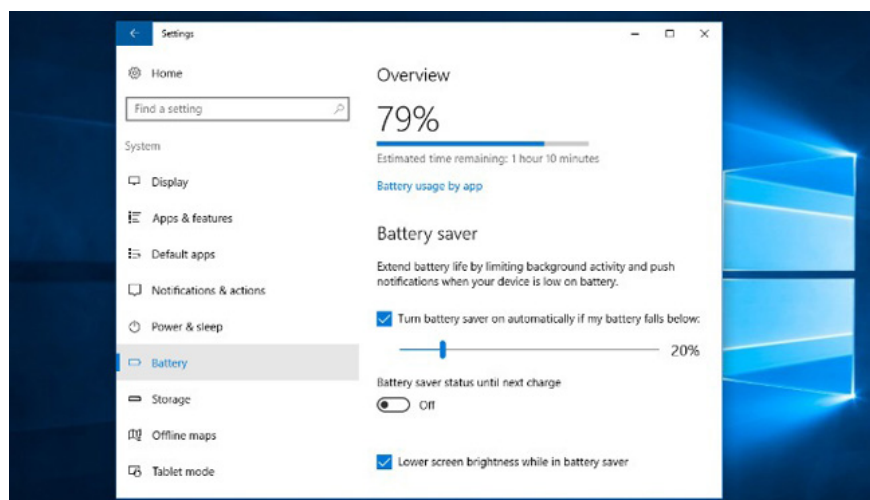 Settings
Home
Find a setting
System
Display
Apps & features
Default apps
Notifications & actions
Power & sleep
Battery
Storage
Offline maps
Tablet mode
Overview
79%
Estimated time remaining: 1 hour 10 minutes
Battery usage by app
Battery saver
Extend battery life by limiting background activity and push
notifications when your device is low on battery.
Turn battery saver on automatically if my battery falls below:
20%
Battery saver status until next charge
Off
Lower screen brightness while in battery saver